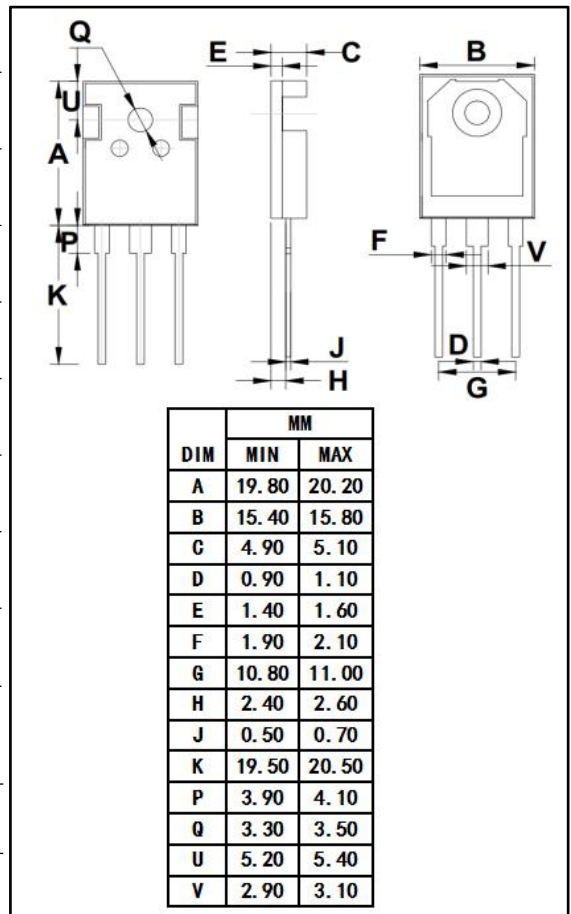 Q
E C B
U
A
P
K
F V
J D
H G
MM
DIM MIN MAX
A 19.80 20.20
B 15.40 15.80
C 4.90 5.10
D 0.90 1.10
E 1.40 1.60
F 1.90 2.10
G 10.80 11.00
H 2.40 2.60
J 0.50 0.70
K 19.50 20.50
P 3.90 4.10
Q 3.30 3.50
U 5.20 5.40
V 2.90 3.10